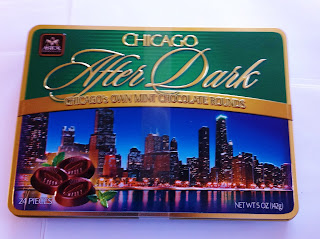 CHICAGO
After Dark
CHICAGO'S OWN MINT CHOCOLATE ROUNDS
24 PIECES
NET WT 5 OZ (142g)